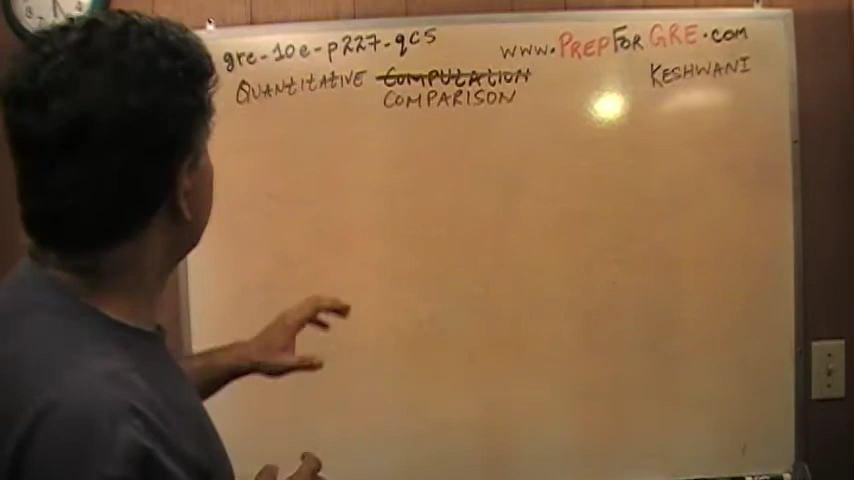 gre-10e-p227-qc5
www.PREPFORGRE.com
QUANTITATIVE COMPUTATION
COMPARISON
KESHWANI